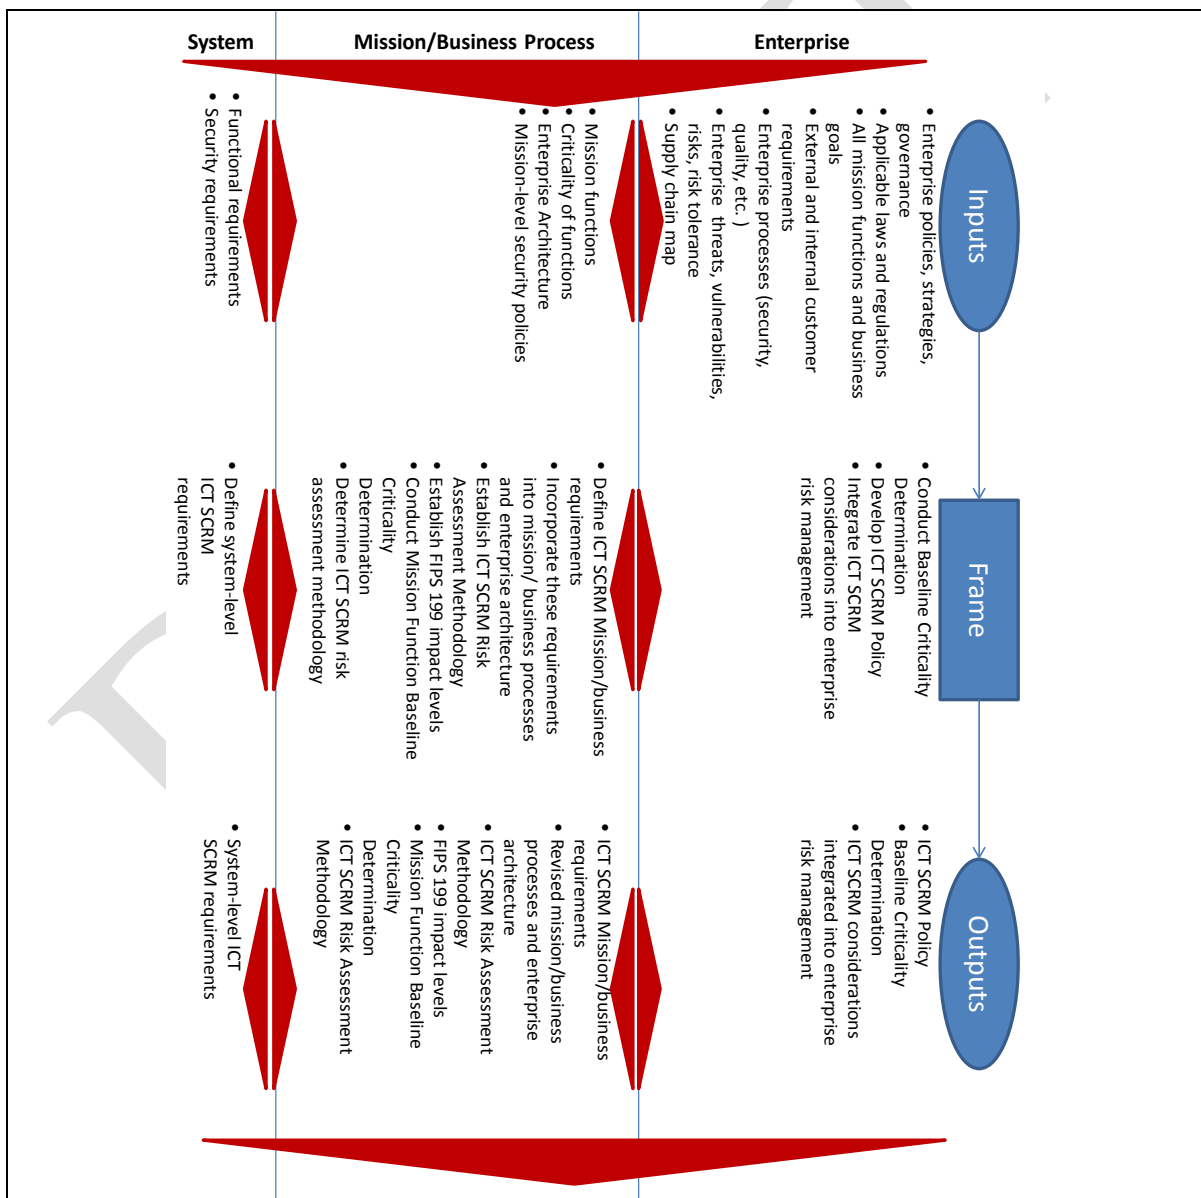 System
Mission/Business Process
Enterprise
Inputs
• Enterprise policies, strategies,
governance
• Applicable laws and regulations
• All mission functions and business
goals
• External and internal customer
requirements
• Enterprise processes (security,
quality, etc. )
• Enterprise threats, vulnerabilities,
risks, risk tolerance
• Supply chain map
• Mission functions
• Criticality of functions
• Enterprise Architecture
• Mission-level security policies
• Functional requirements
• Security requirements
Frame
• Conduct Baseline Criticality
Determination
• Develop ICT SCRM Policy
• Integrate ICT SCRM
considerations into enterprise
risk management
• Define ICT SCRM Mission/business
requirements
• Incorporate these requirements
into mission/ business processes
and enterprise architecture
• Establish ICT SCRM Risk
Assessment Methodology
• Establish FIPS 199 impact levels
• Conduct Mission Function Baseline
Criticality
Determination
• Determine ICT SCRM risk
assessment methodology
• Define system-level
ICT SCRM
requirements
Outputs
• ICT SCRM Policy
• Baseline Criticality
Determination
• ICT SCRM considerations
integrated into enterprise
risk management
• ICT SCRM Mission/business
requirements
• Revised mission/business
processes and enterprise
architecture
• ICT SCRM Risk Assessment
Methodology
• FIPS 199 impact levels
• Mission Function Baseline
Criticality
Determination
• ICT SCRM Risk Assessment
Methodology
• System-level ICT
SCRM requirements